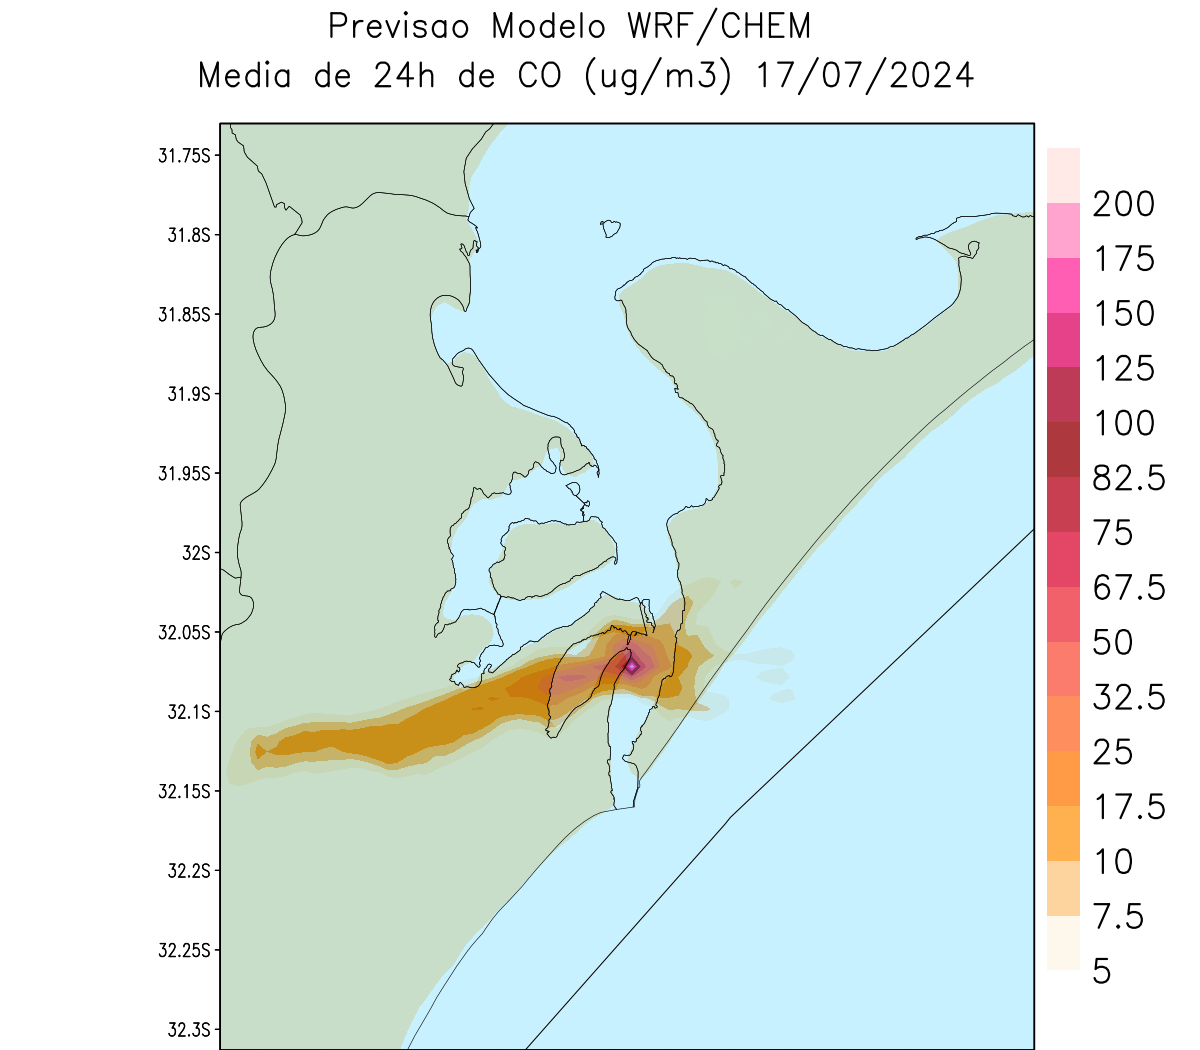 Previsao Modelo WRF/CHEM
Media de 24h de CO (ug/m3) 17/07/2024
31.75S
31.8S
31.85S
31.9S
31.95S
32S
32.05S
32.1S
32.15S
32.2S
32.25S
32.3S
200
175
150
125
100
82.5
75
67.5
50
32.5
25
17.5
10
7.5
5